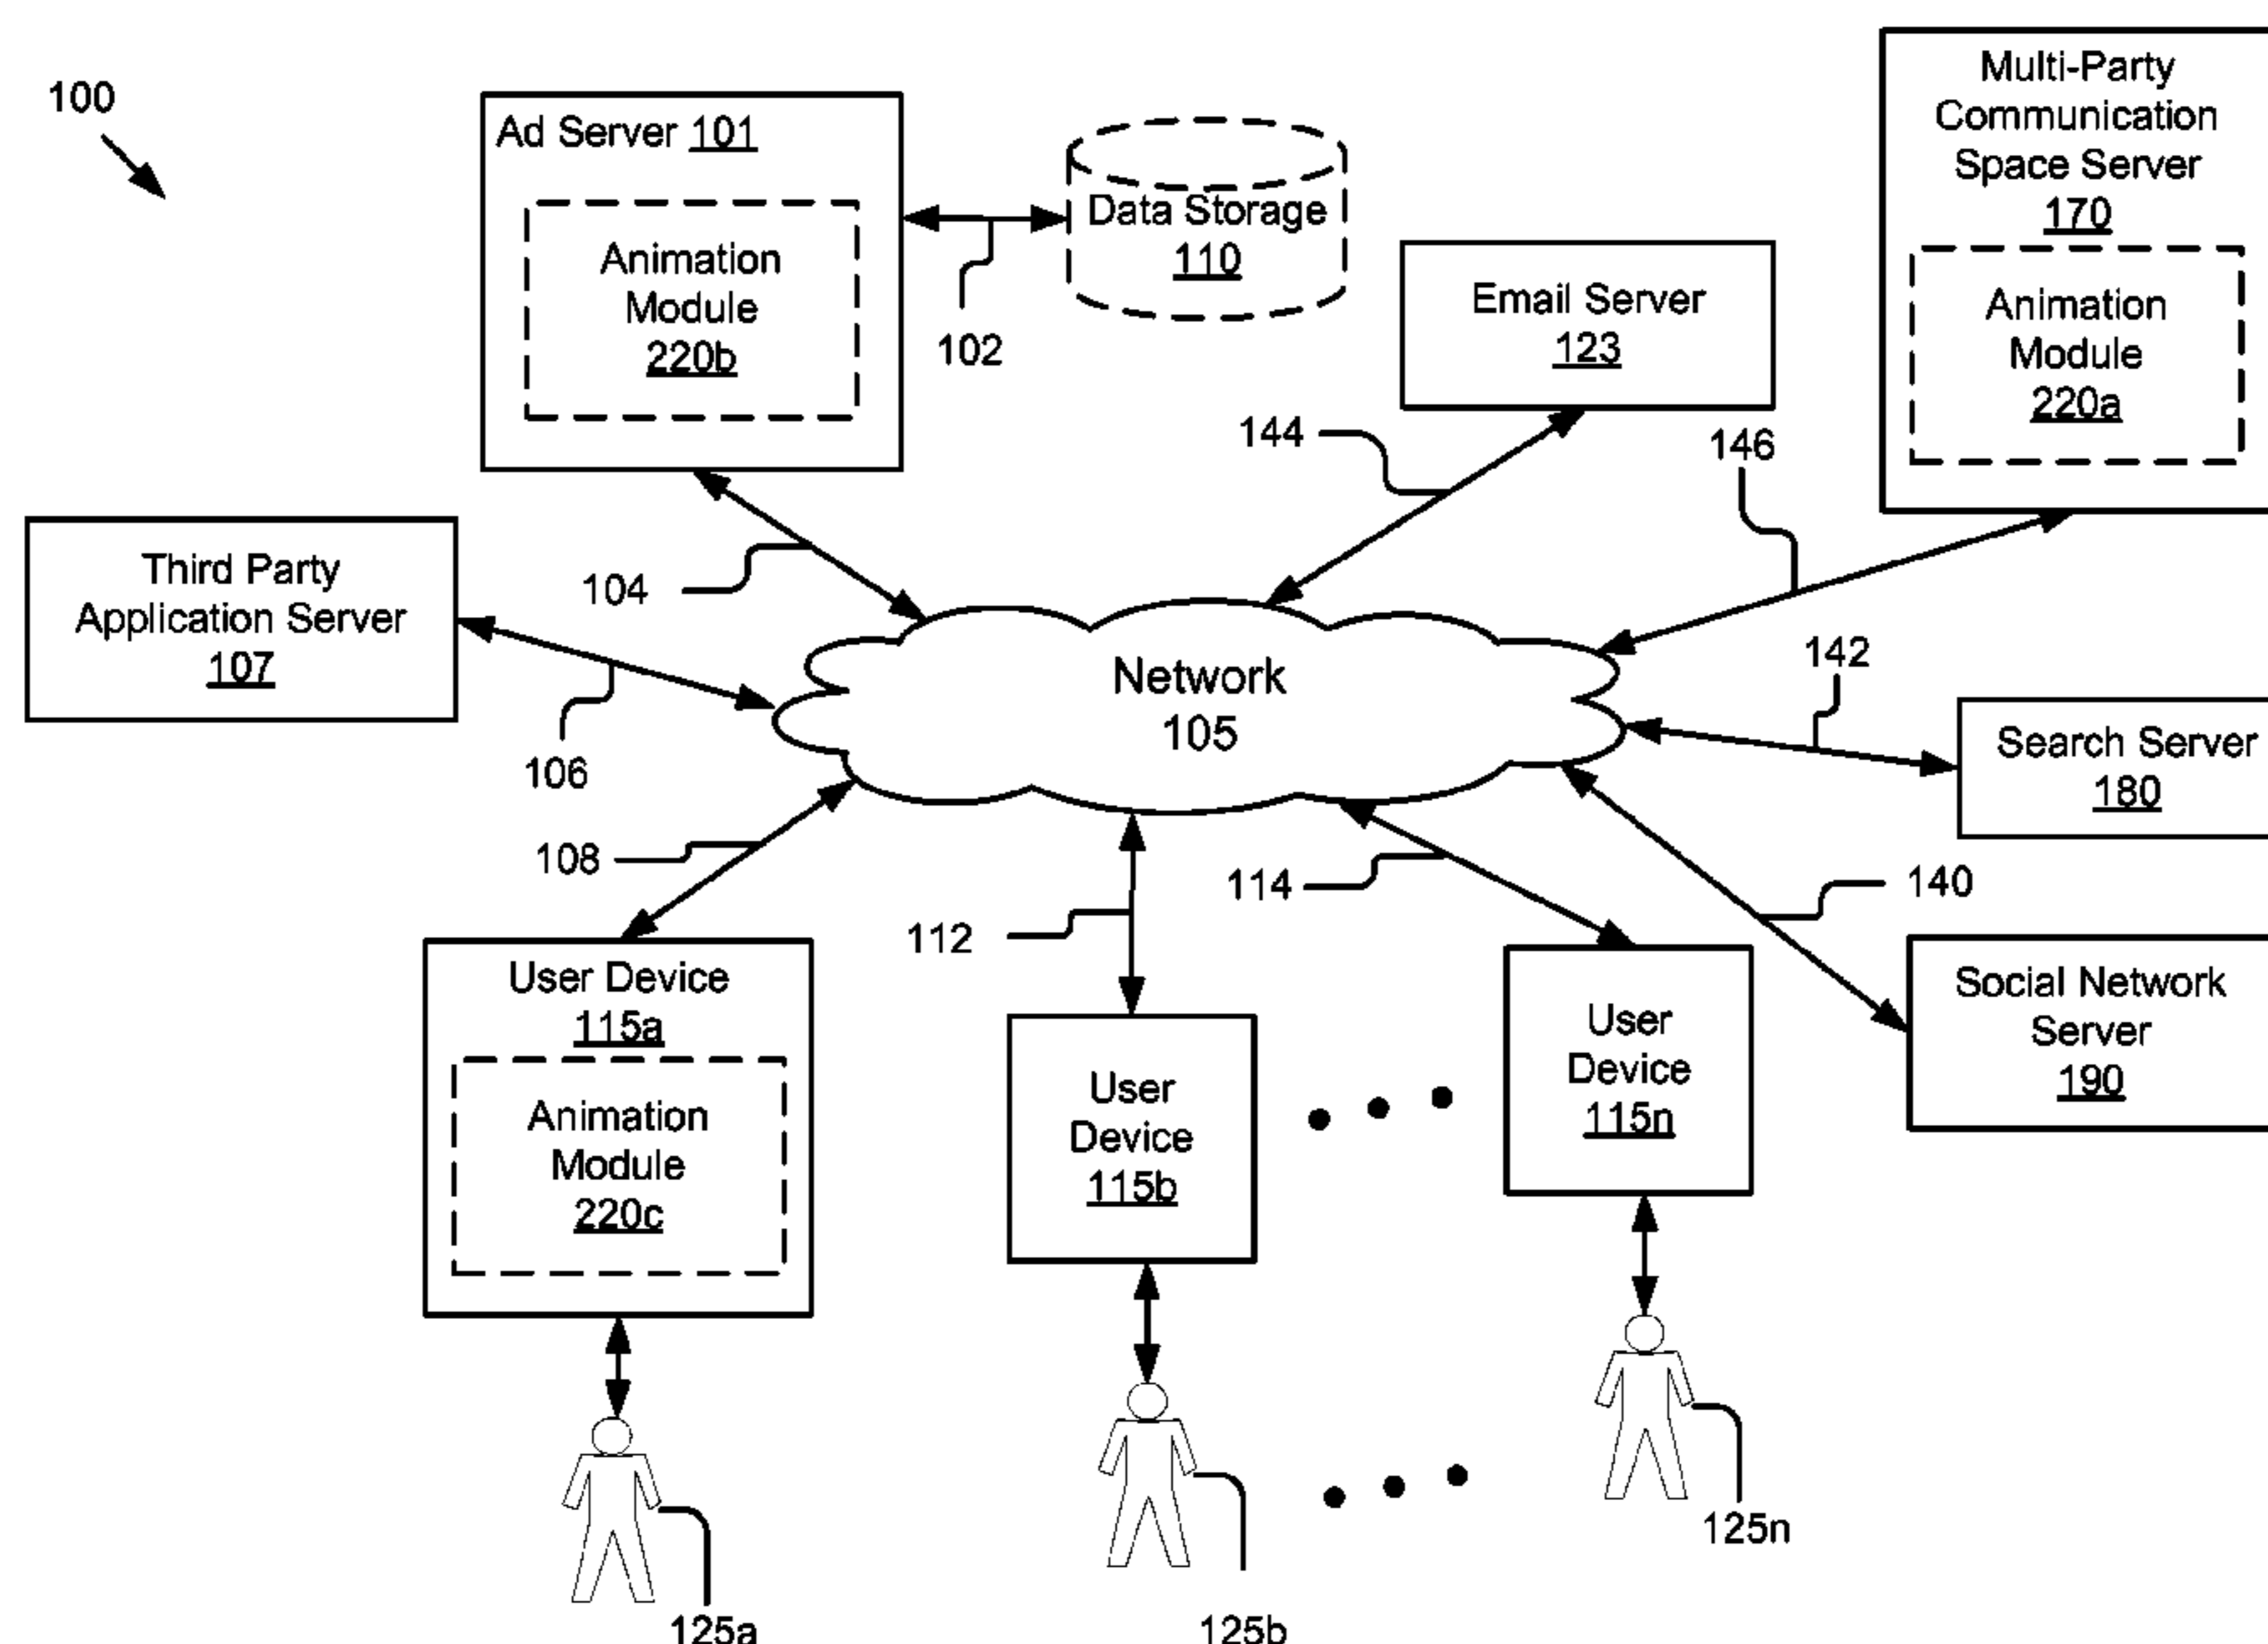 100
Ad Server 101
Animation
Module
220b
102
Data Storage
110
Email Server
123
Multi-Party
Communication
Space Server
170
Animation
Module
220a
144
146
104
Third Party
Application Server
107
106
Network
105
142
Search Server
180
108
112
114
140
User Device
115a
Animation
Module
220c
User
Device
115b
User
Device
115n
Social Network
Server
190
125a
125b
125n